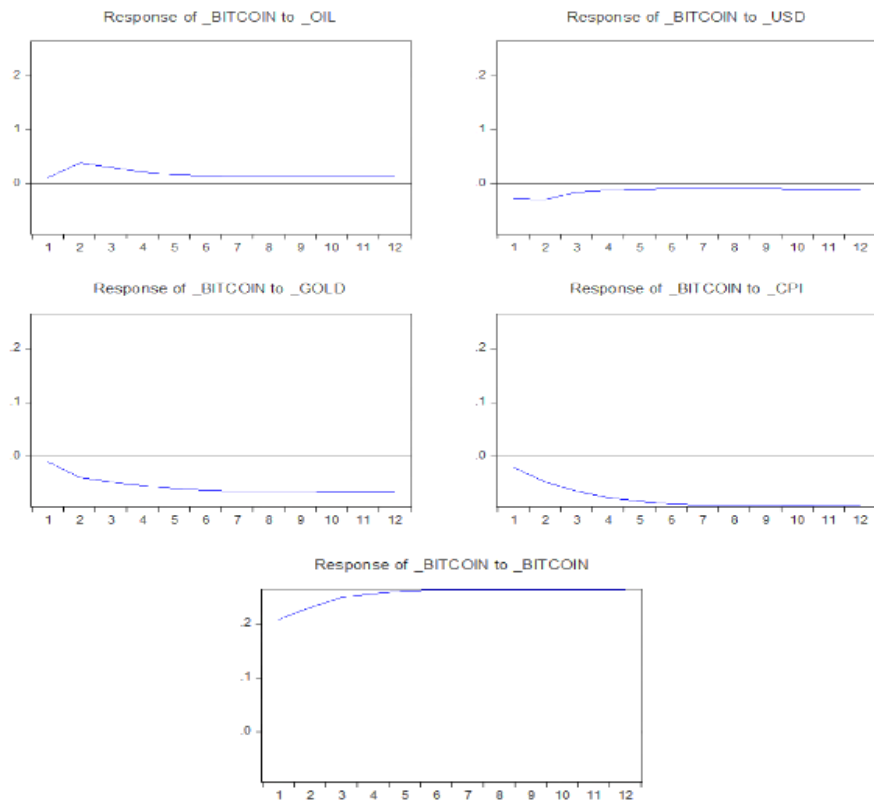 Response of _BITCOIN to _OIL
2
1
0
1 2 3 4 5 6 7 8 9 10 11 12
Response of _BITCOIN to _USD
.2
.1
.0
1 2 3 4 5 6 7 8 9 10 11 12
Response of _BITCOIN to _GOLD
.2
.1
.0
1 2 3 4 5 6 7 8 9 10 11 12
Response of _BITCOIN to _CPI
.2
.1
.0
1 2 3 4 5 6 7 8 9 10 11 12
Response of _BITCOIN to _BITCOIN
.2
.1
.0
1 2 3 4 5 6 7 8 9 10 11 12